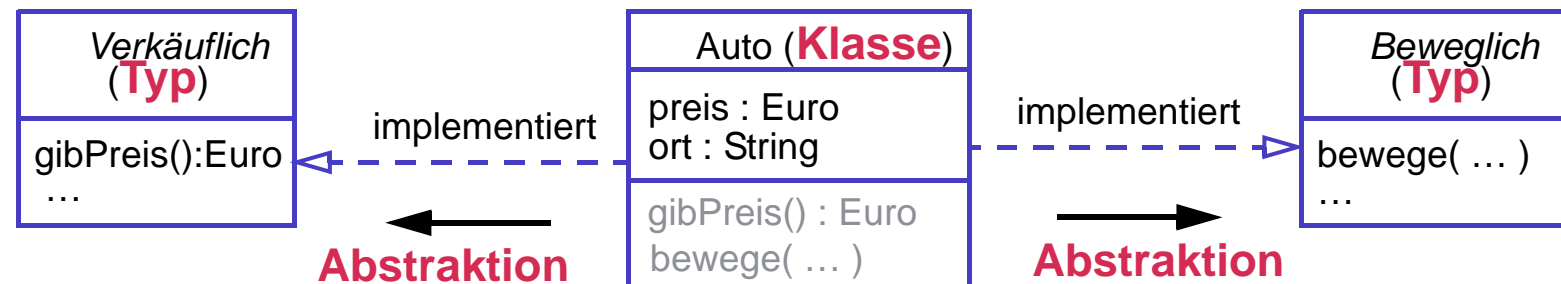 Verkäuflich
(Typ)
gibPreis():Euro
…
implementiert
Abstraktion
Auto (Klasse)
preis : Euro
ort : String
gibPreis() : Euro
bewege( … )
implementiert
Abstraktion
Beweglich
(Typ)
bewege( … )
…